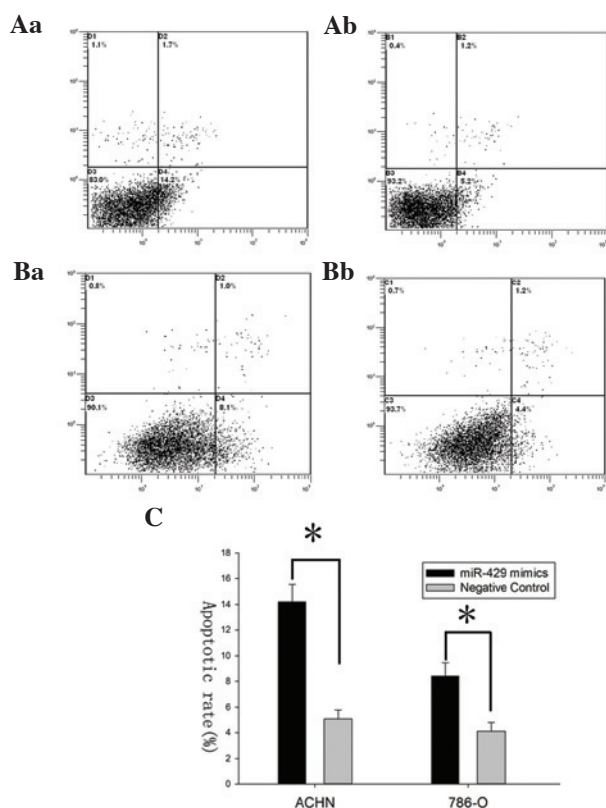 Aa
Ab
D1
1.1%
D2
1.7%
D3
83.0%
D4
14.2%
B1
0.4%
B2
1.2%
B3
93.2%
B4
5.2%
Ba
Bb
D1
0.8%
D2
1.0%
D3
90.1%
D4
8.1%
C1
0.7%
C2
1.2%
C3
93.7%
C4
4.4%
C
*
*
18
16
14
12
10
8
6
4
2
0
Apoptotic rate(%)
miR-429 mimics
Negative Control
ACHN
786-O